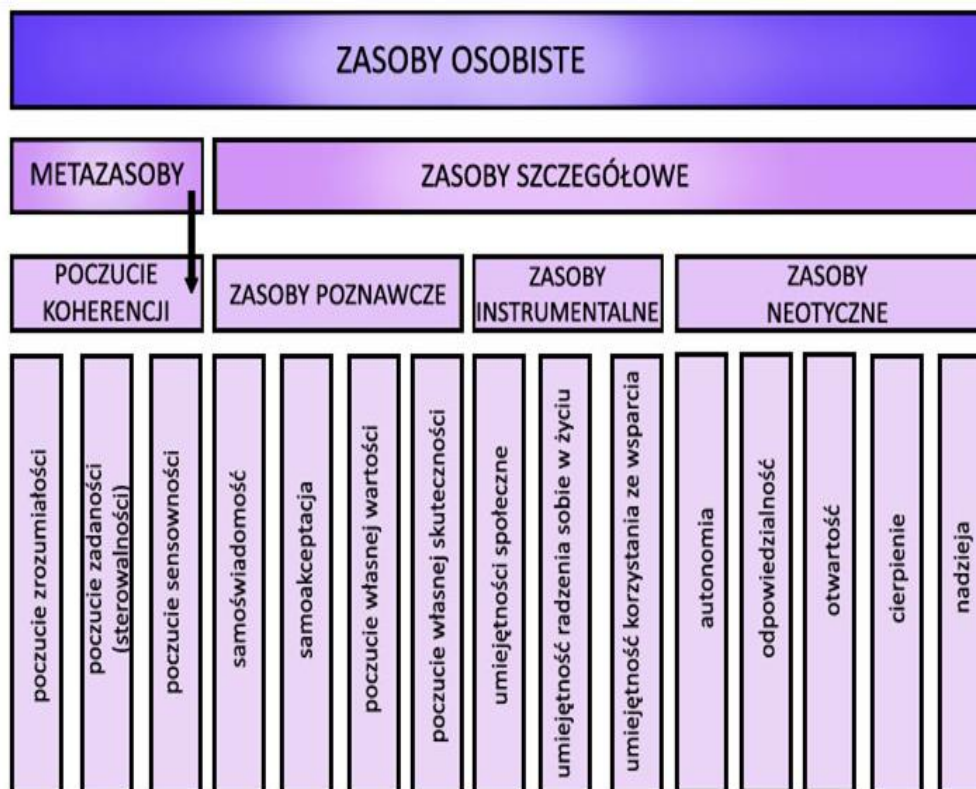 ZASOBY OSOBISTE
METAZASOBY
ZASOBY SZCZEGÓŁOWE
POCZUCIE
KOHERENCJI
ZASOBY POZNAWCZE
ZASOBY
INSTRUMENTALNE
ZASOBY
NEOTYCZNE
poczucie zrozumiałości
poczucie zadaności
(sterowalności)
poczucie sensowności
samoświadomość
samoakceptacja
poczucie własnej wartości
poczucie własnej skuteczności
umiejętności społeczne
umiejętność radzenia sobie w życiu
umiejętność korzystania ze wsparcia
autonomia
odpowiedzialność
otwartość
cierpienie
nadzieja